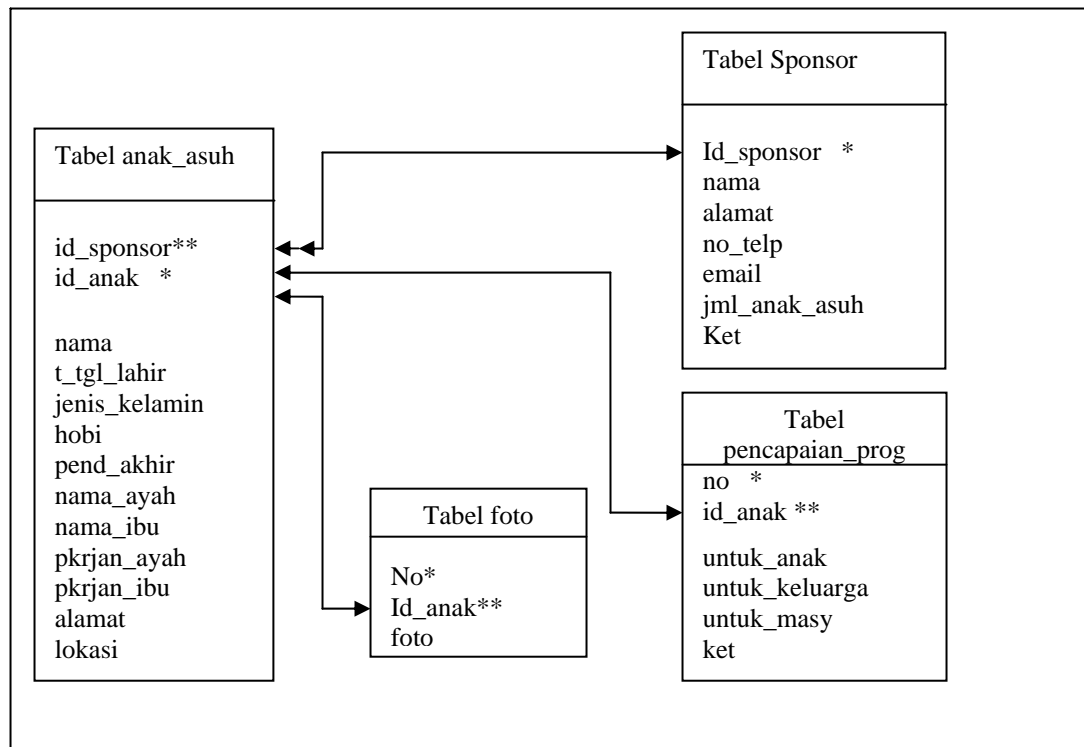 Tabel anak_asuh
id_sponsor**
id_anak *
nama
t_tgl_lahir
jenis_kelamin
hobi
pend_akhir
nama_ayah
nama_ibu
pkrjan_ayah
pkrjan_ibu
alamat
lokasi
Tabel Sponsor
Id_sponsor *
nama
alamat
no_telp
email
jml_anak_asuh
Ket
Tabel foto
No*
Id_anak**
foto
Tabel
pencapaian_prog
no *
id_anak **
untuk_anak
untuk_keluarga
untuk_masy
ket